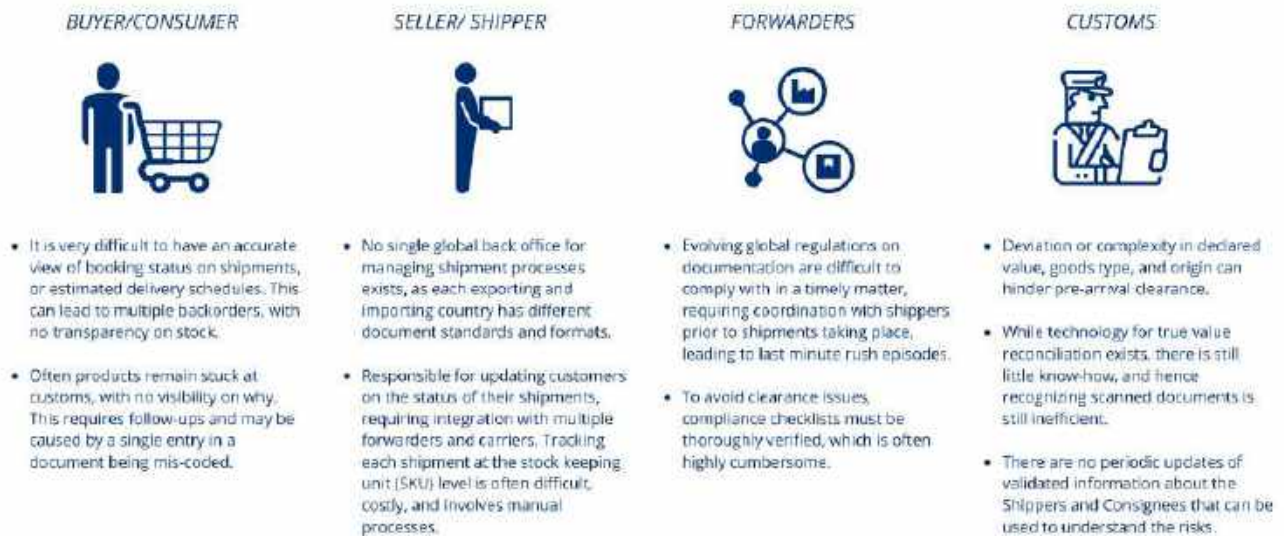 BUYER/CONSUMER
It is very difficult to have an accurate
view of booking status on shipments,
or estimated delivery schedules. This
can lead to multiple backorders, with
no transparency on stock.
Often products remain stuck at
customs, with no visibility on why.
This requires follow-ups and may be
caused by a single entry in a
document being mis-coded.
SELLER/ SHIPPER
No single global back office for
managing shipment processes
exists, as each exporting and
importing country has different
document standards and formats.
Responsible for updating customers
on the status of their shipments,
requiring integration with multiple
forwarders and carriers. Tracking
each shipment at the stock keeping
unit (SKU) level is often difficult,
costly, and involves manual
processes.
FORWARDERS
Evolving global regulations on
documentation are difficult to
comply with in a timely matter,
requiring coordination with shippers
prior to shipments taking place,
leading to last minute rush episodes.
To avoid clearance issues,
compliance checklists must be
thoroughly verified, which is often
highly cumbersome.
CUSTOMS
Deviation or complexity in declared
value, goods type, and origin can
hinder pre-arrival clearance.
While technology for true value
reconciliation exists, there is still
little know-how, and hence
recognizing scanned documents is
still inefficient.
There are no periodic updates of
validated information about the
Shippers and Consignees that can be
used to understand the risks.